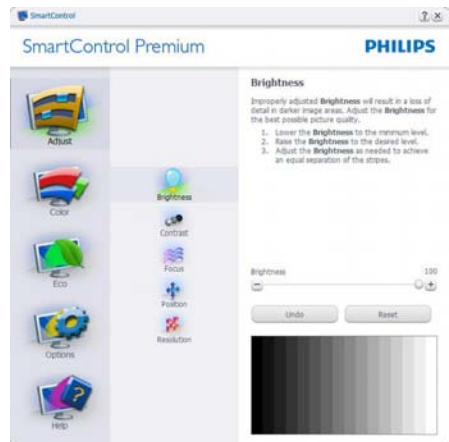 SmartControl
SmartControl Premium
PHILIPS
Adjust
Color
Eco
Options
Help
Brightness
Contrast
Focus
Position
Resolution
Brightness
Improperly adjusted Brightness will result in a loss of
detail in darker image areas. Adjust the Brightness for
the best possible picture quality.
1. Lower the Brightness to the minimum level.
2. Raise the Brightness to the desired level.
3. Adjust the Brightness as needed to achieve
an equal separation of the stripes.
Brightness 100
Undo Reset